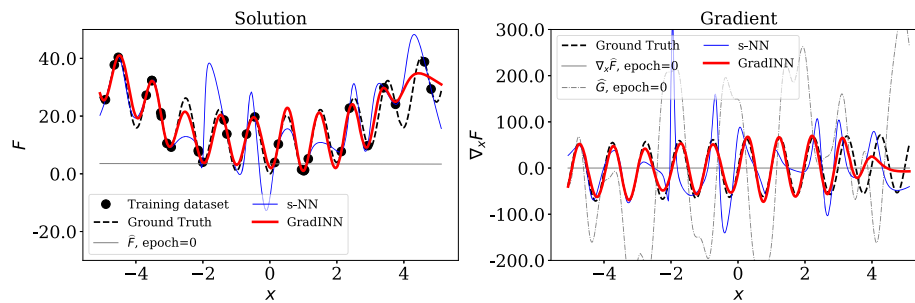 Solution
F
40.0
20.0
0.0
−20.0
−4
−2
0
2
4
x
Training dataset
Ground Truth
F̂, epoch=0
s-NN
GradINN
Gradient
∇ₓF
300.0
200.0
100.0
0.0
−100.0
−200.0
−4
−2
0
2
4
x
Ground Truth
∇ₓF̂, epoch=0
Ĝ, epoch=0
s-NN
GradINN